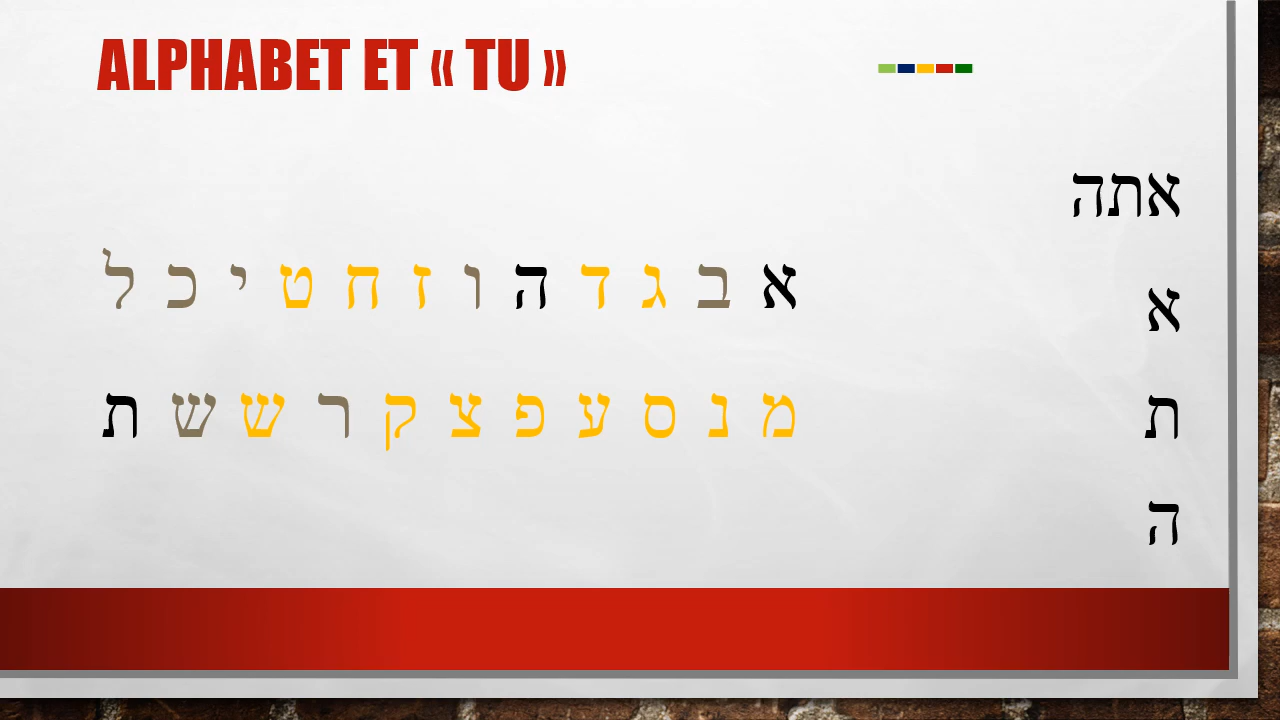 ALPHABET ET « TU »
אתה
א ב ג ד ה ו ז ח ט י כ ל
א
מ נ ס ע פ צ ק ר ש ש ת
ת
ה